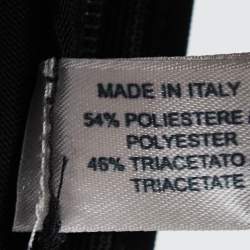 MADE IN ITALY
54% POLIESTERE /
POLYESTER
46% TRIACETATO
TRIACETATE